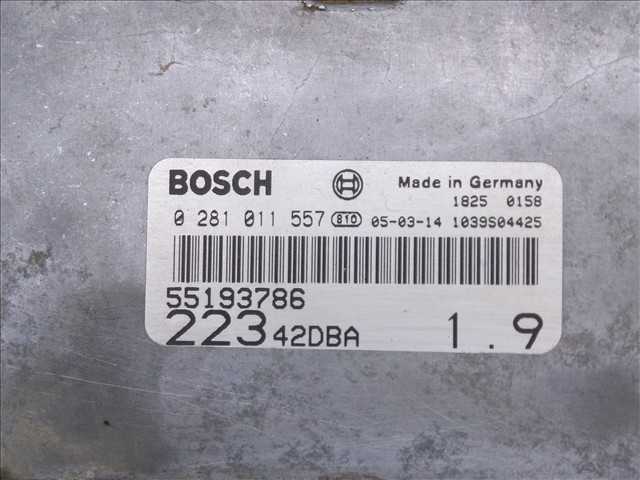 BOSCH Made in Germany
1825 0158
0 281 011 557 810 05-03-14 1039S04425
55193786
223 42DBA 1.9